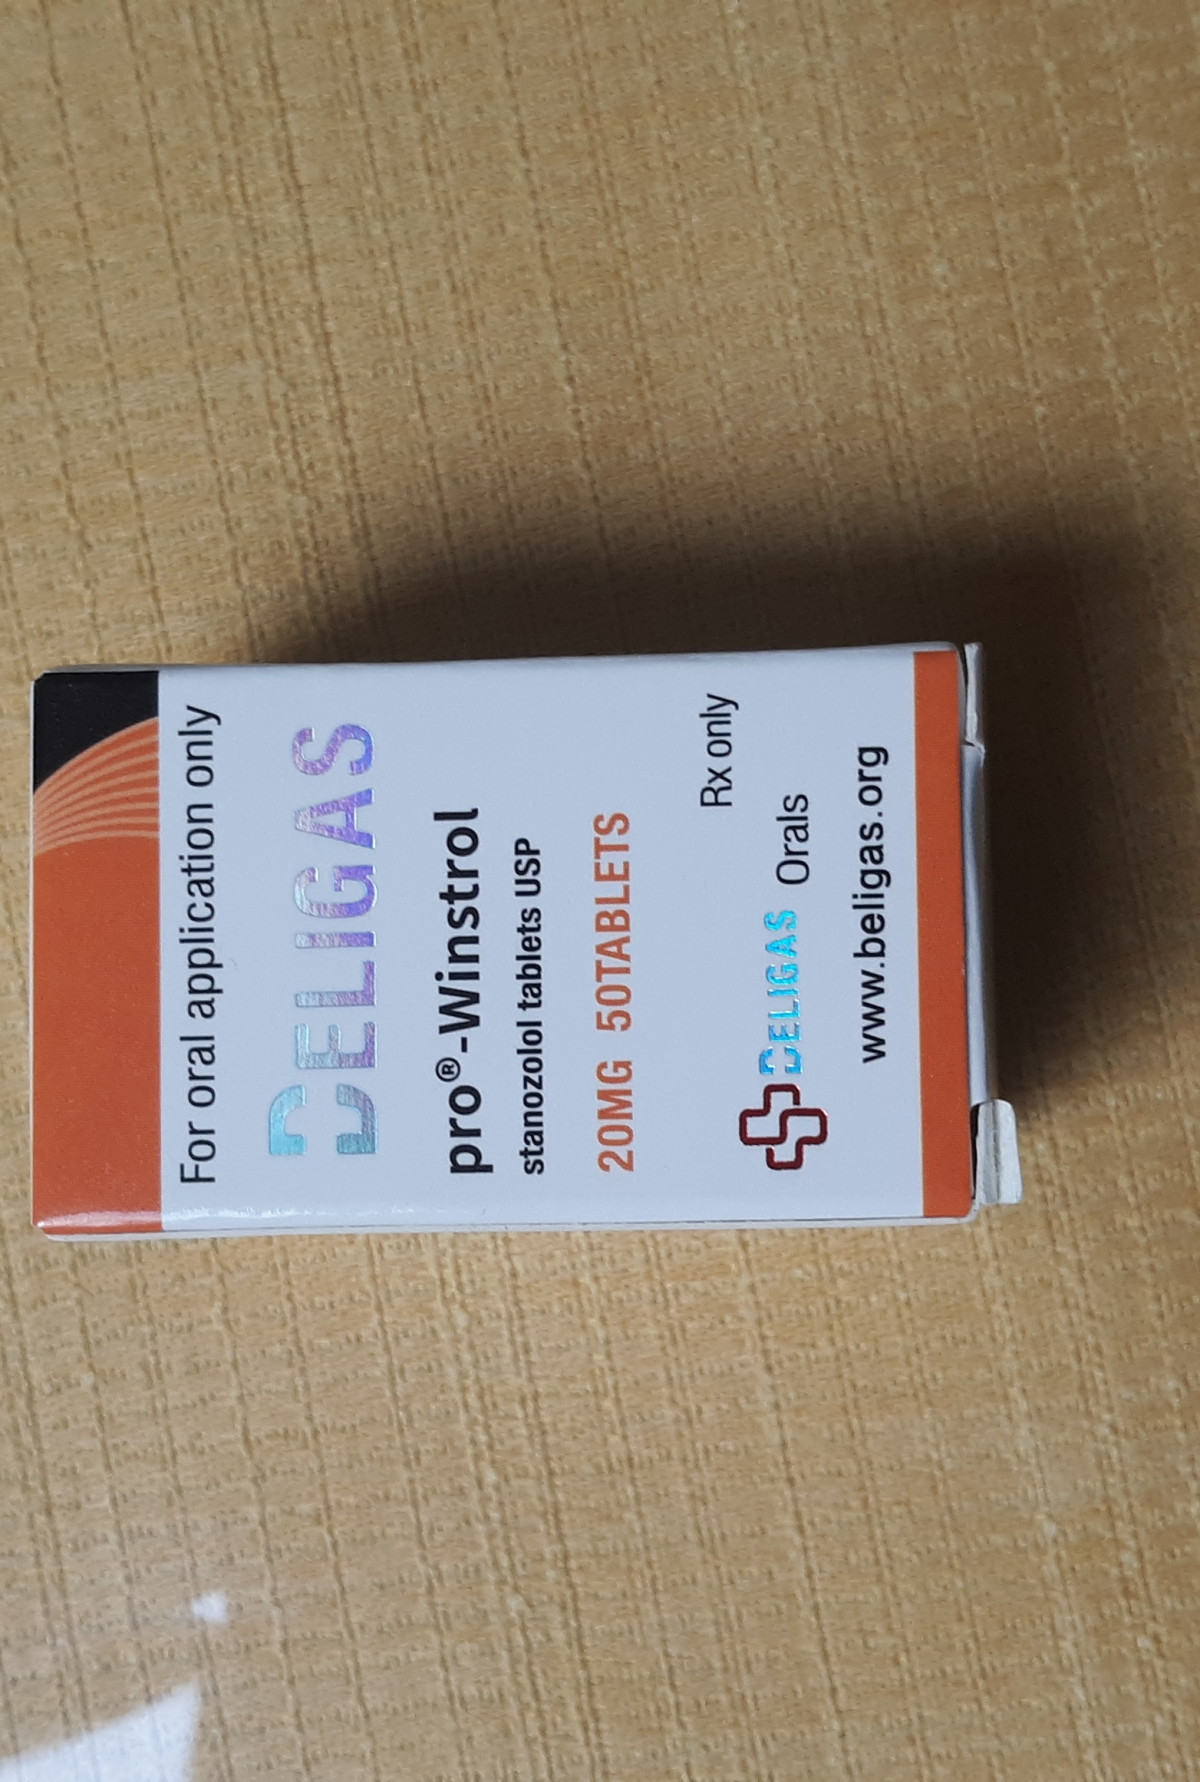 For oral application only
BELIGAS
pro®-Winstrol
stanozolol tablets USP
20MG 50TABLETS
Rx only
BELIGAS Orals
www.beligas.org